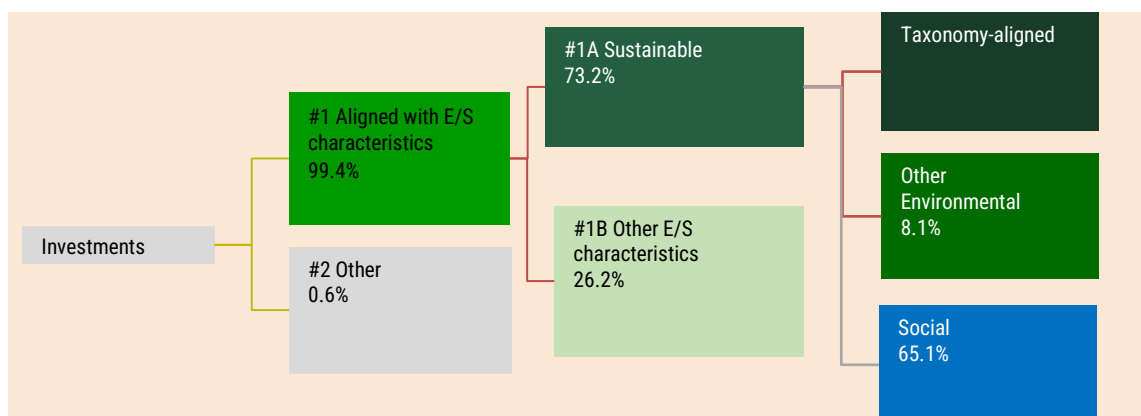 Investments
#1 Aligned with E/S
characteristics
99.4%
#2 Other
0.6%
#1A Sustainable
73.2%
#1B Other E/S
characteristics
26.2%
Taxonomy-aligned
Other
Environmental
8.1%
Social
65.1%